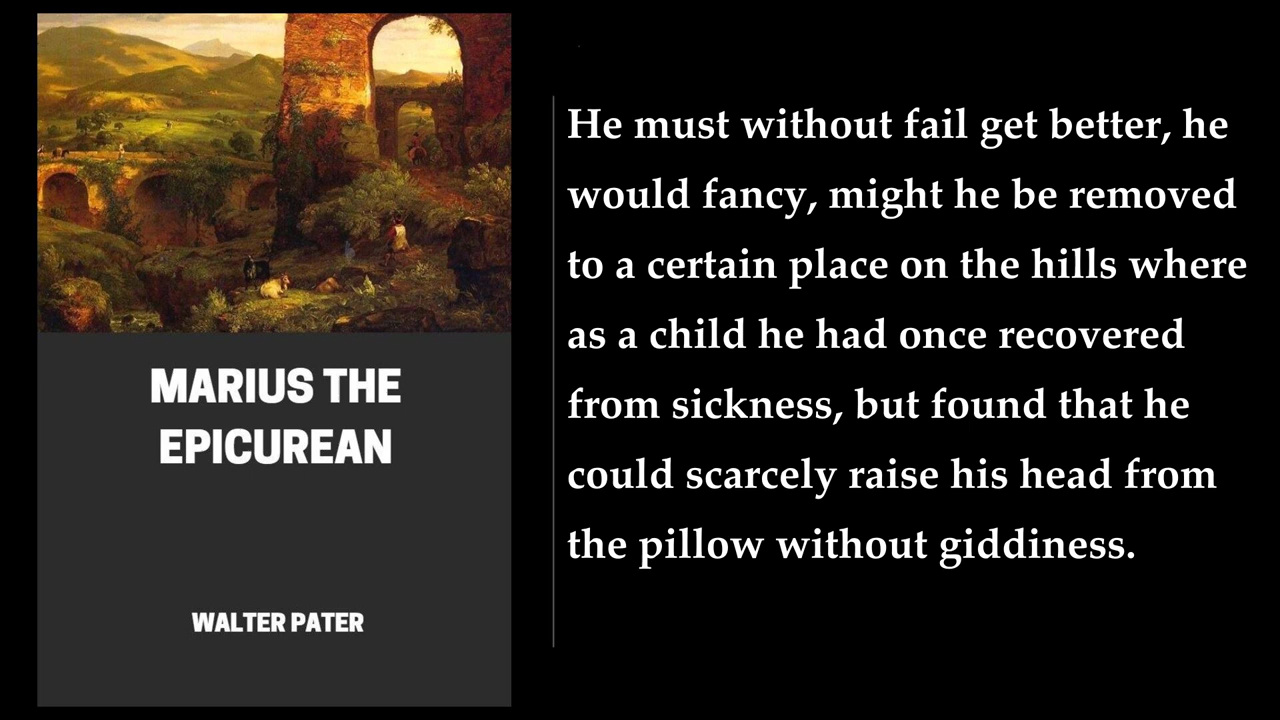 MARIUS THE
EPICUREAN
WALTER PATER
He must without fail get better, he
would fancy, might he be removed
to a certain place on the hills where
as a child he had once recovered
from sickness, but found that he
could scarcely raise his head from
the pillow without giddiness.